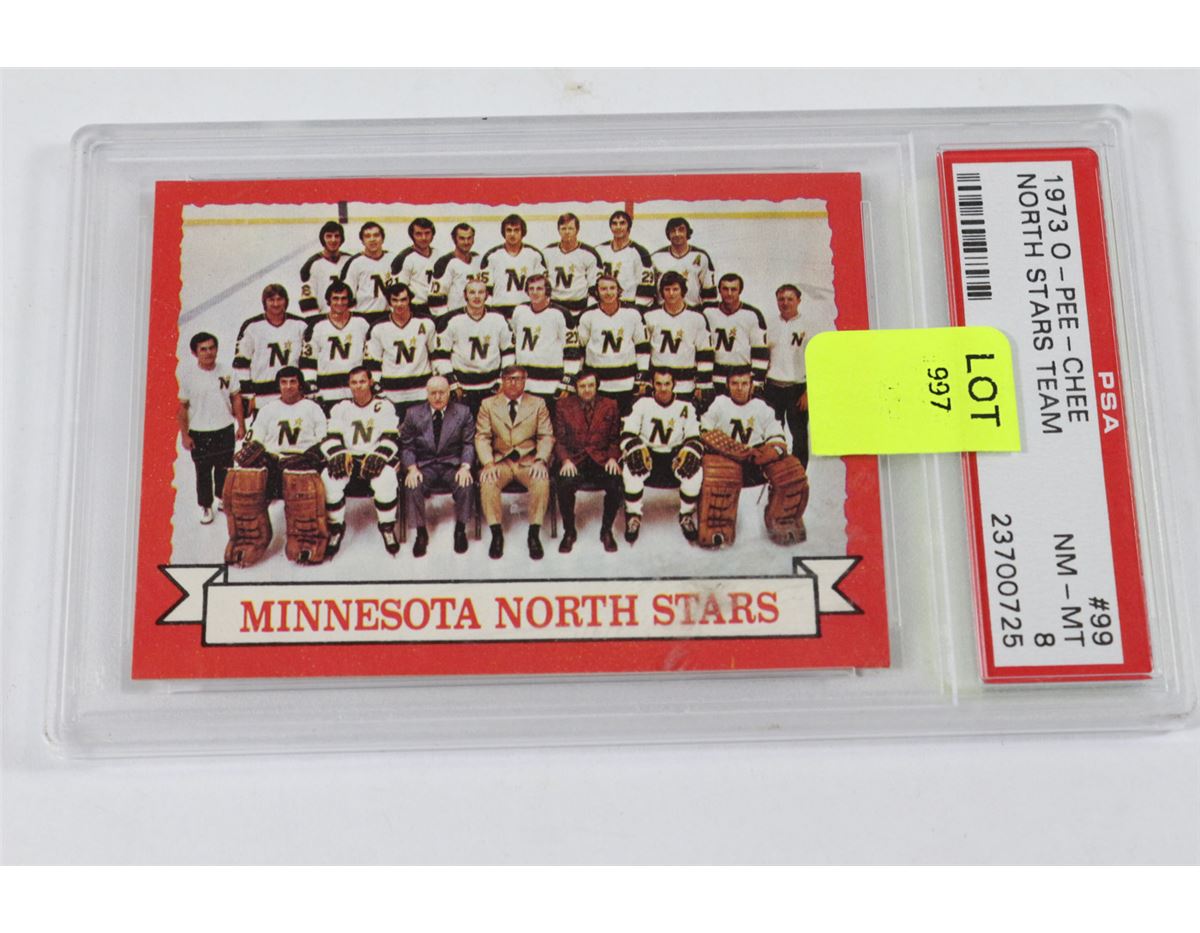 MINNESOTA NORTH STARS
LOT
997
PSA
1973 O-PEE-CHEE
NORTH STARS TEAM
#99
NM-MT 8
23700725